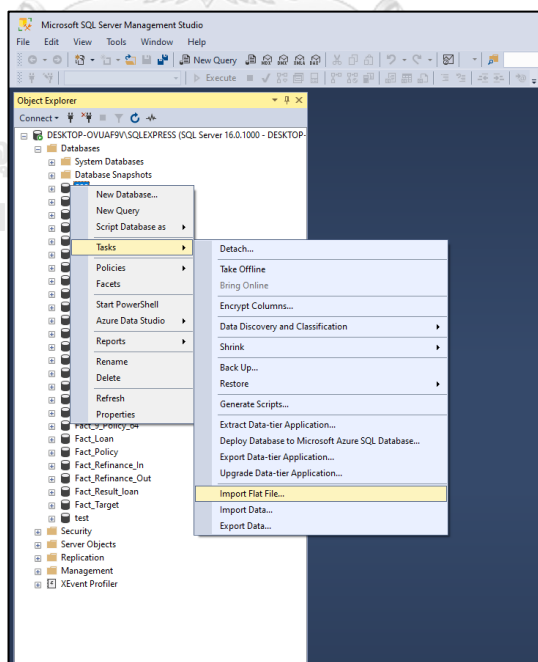 Microsoft SQL Server Management Studio
File Edit View Tools Window Help
New Query
Execute
Object Explorer
Connect
DESKTOP-OVUAF9V\SQLEXPRESS (SQL Server 16.0.1000 - DESKTOP-
Databases
System Databases
Database Snapshots
New Database...
New Query
Script Database as
Tasks
Policies
Facets
Start PowerShell
Azure Data Studio
Reports
Rename
Delete
Refresh
Properties
Detach...
Take Offline
Bring Online
Encrypt Columns...
Data Discovery and Classification
Shrink
Back Up...
Restore
Generate Scripts...
Extract Data-tier Application...
Deploy Database to Microsoft Azure SQL Database...
Export Data-tier Application...
Upgrade Data-tier Application...
Import Flat File...
Import Data...
Export Data...
Fact_9_Policy_64
Fact_Loan
Fact_Policy
Fact_Refinance_In
Fact_Refinance_Out
Fact_Result_loan
Fact_Target
test
Security
Server Objects
Replication
Management
XEvent Profiler